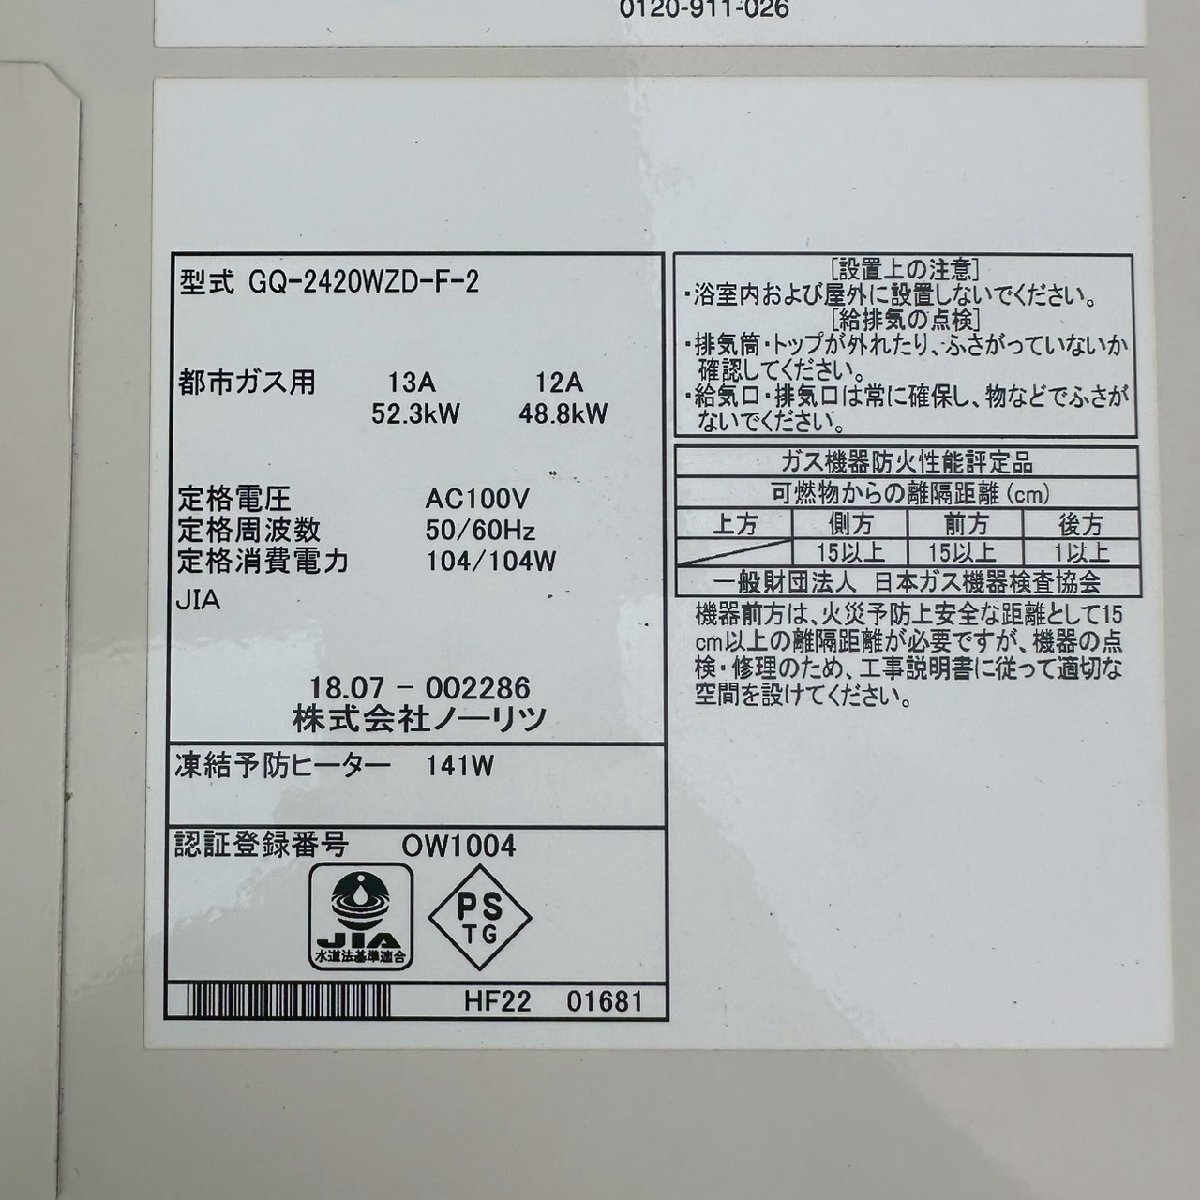 0120-911-026
型式 GQ-2420WZD-F-2
都市ガス用 13A 12A
52.3kW 48.8kW
定格電圧 AC100V
定格周波数 50/60Hz
定格消費電力 104/104W
JIA
18.07 - 002286
株式会社ノーリツ
凍結予防ヒーター 141W
認証登録番号 OW1004
JIA
水道法基準適合
PS
TG
HF22 01681
[設置上の注意]
・浴室内および屋外に設置しないでください。
[給排気の点検]
・排気筒・トップが外れたり、ふさがっていないか
確認してください。
・給気口・排気口は常に確保し、物などでふさが
ないでください。
ガス機器防火性能評定品
可燃物からの離隔距離(cm)
上方 側方 前方 後方
15以上 15以上 1以上
一般財団法人 日本ガス機器検査協会
機器前方は、火災予防上安全な距離として15
cm以上の離隔距離が必要ですが、機器の点
検・修理のため、工事説明書に従って適切な
空間を設けてください。